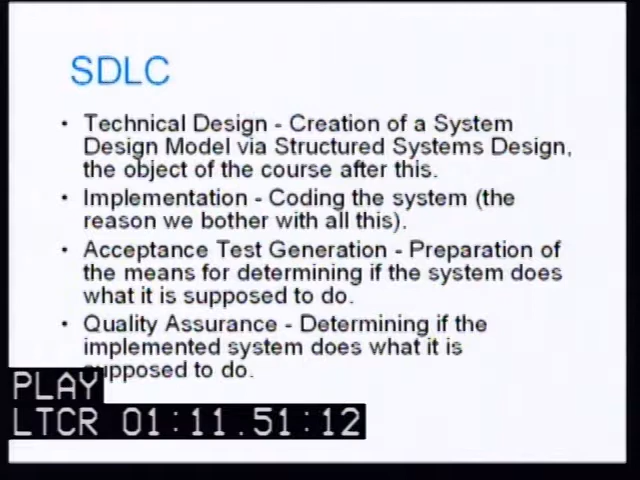 SDLC
• Technical Design - Creation of a System
Design Model via Structured Systems Design,
the object of the course after this.
• Implementation - Coding the system (the
reason we bother with all this).
• Acceptance Test Generation - Preparation of
the means for determining if the system does
what it is supposed to do.
• Quality Assurance - Determining if the
implemented system does what it is
supposed to do.
PLAY
LTCR 01:11.51:12